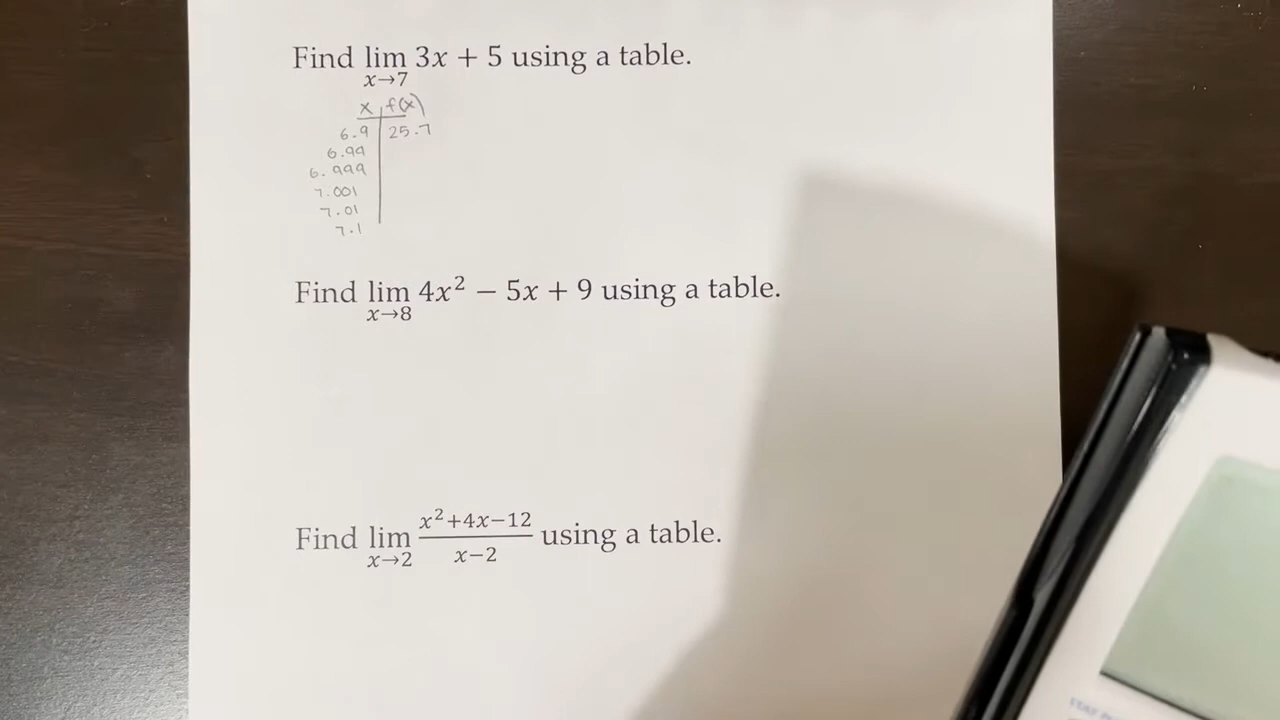 Find lim 3x + 5 using a table.
x→7
x f(x)
6.9 25.7
6.99
6.999
7.001
7.01
7.1
Find lim 4x² − 5x + 9 using a table.
x→8
x²+4x−12
Find lim using a table.
x→2 x−2